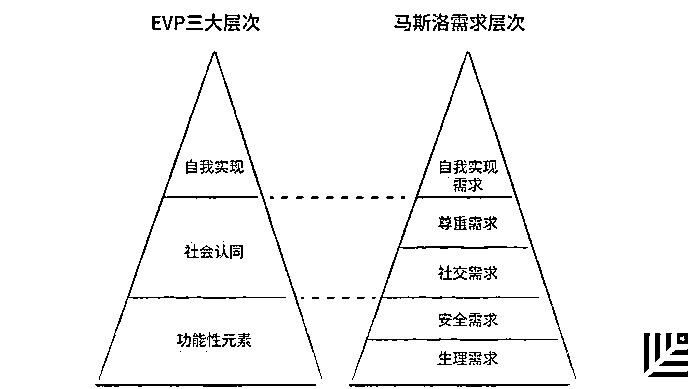 EVP三大层次
马斯洛需求层次
自我实现
自我实现
需求
尊重需求
社会认同
社交需求
安全需求
功能性元素
生理需求